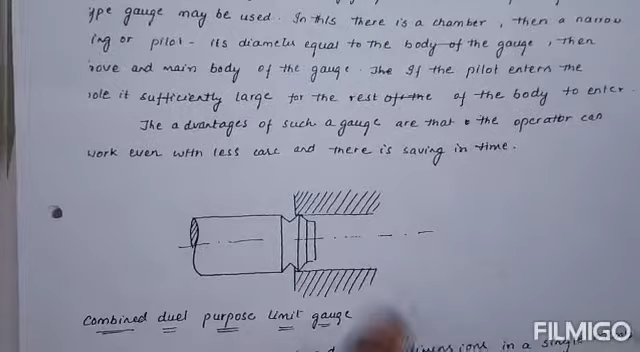 ype gauge may be used. In this there is a chamber, then a narrow
ing or pilot - its diameter equal to the body of the gauge, then
rove and main body of the gauge. The If the pilot enters the
hole it sufficiently large for the rest of the of the body to enter.
The advantages of such a gauge are that the operator can
work even with less care and there is saving in time.
Combined duel purpose limit gauge
dimensions in a single
FILMIGO